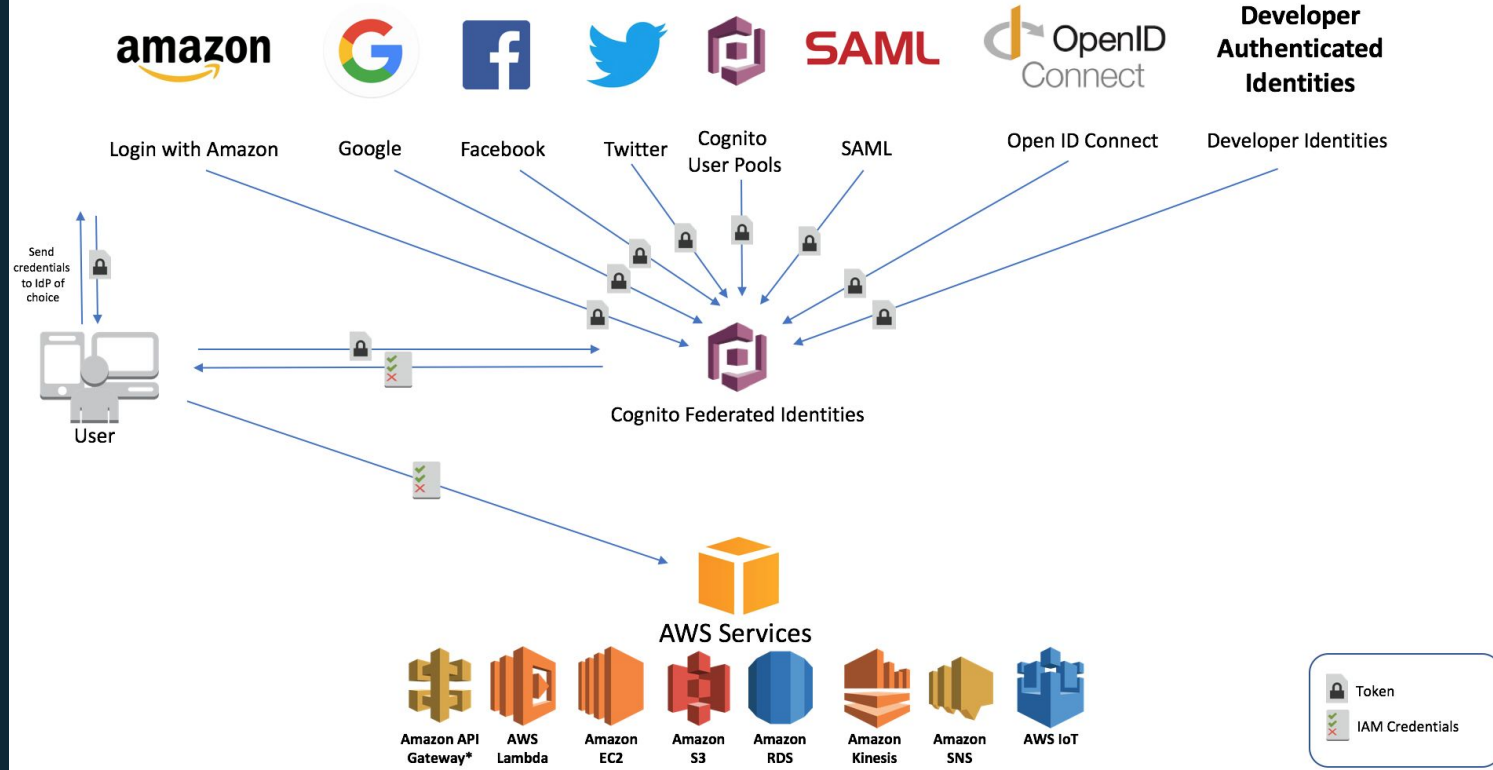 amazon
SAML
OpenID
Connect
Developer
Authenticated
Identities
Login with Amazon
Google
Facebook
Twitter
Cognito
User Pools
SAML
Open ID Connect
Developer Identities
Send
credentials
to IdP of
choice
User
Cognito Federated Identities
AWS Services
Amazon API
Gateway*
AWS
Lambda
Amazon
EC2
Amazon
S3
Amazon
RDS
Amazon
Kinesis
Amazon
SNS
AWS IoT
Token
IAM Credentials